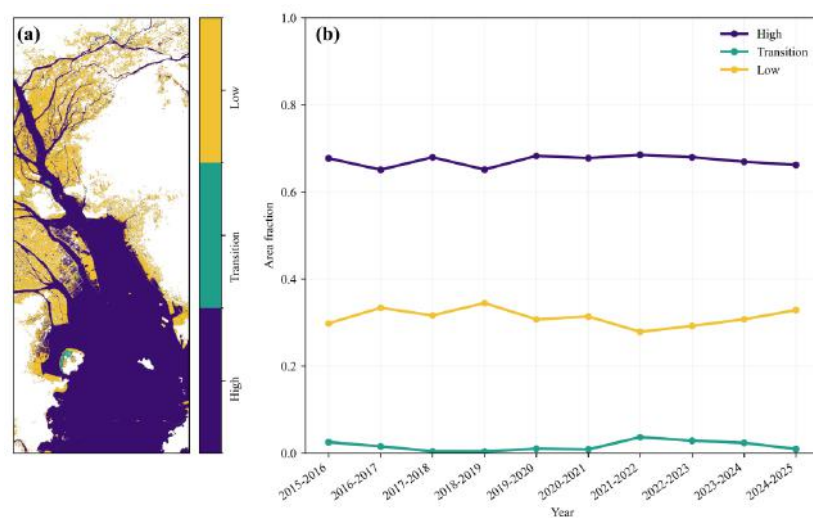 (a)
Low
Transition
High
(b)
High
Transition
Low
Area fraction
1.0
0.8
0.6
0.4
0.2
0.0
2015-2016
2016-2017
2017-2018
2018-2019
2019-2020
2020-2021
2021-2022
2022-2023
2023-2024
2024-2025
Year